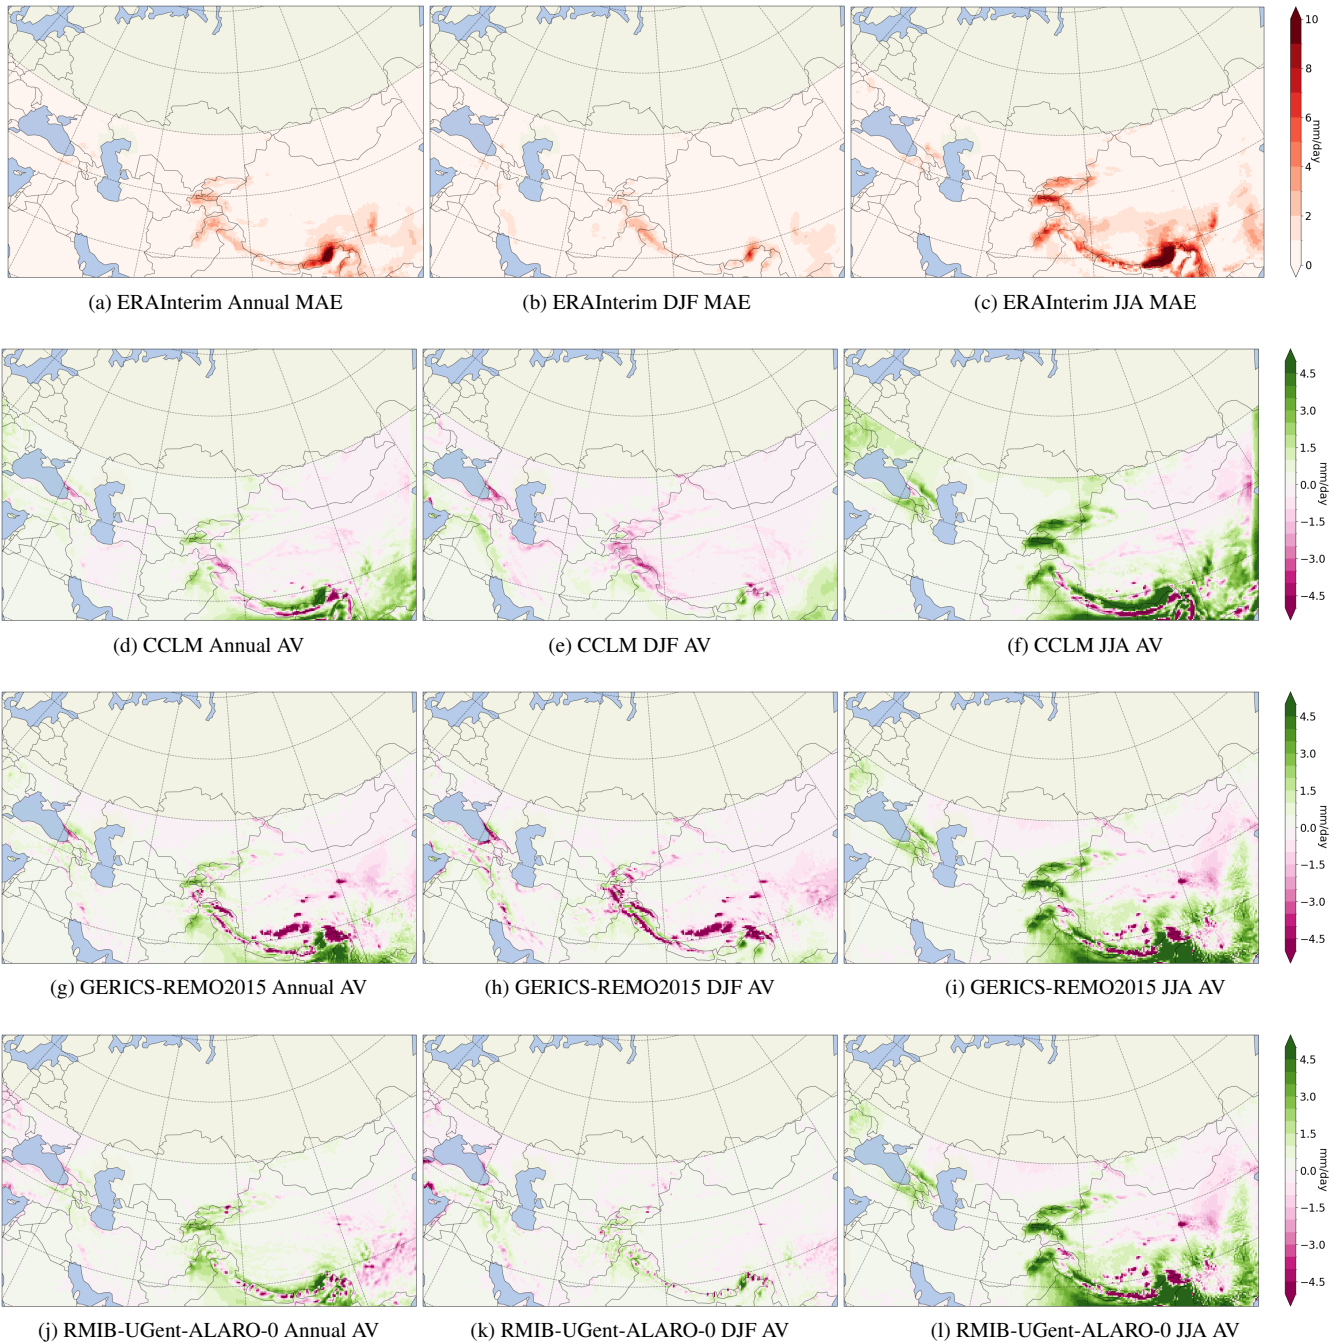 10
8
6
4
2
0
mm/day
(a) ERAInterim Annual MAE
(b) ERAInterim DJF MAE
(c) ERAInterim JJA MAE
4.5
3.0
1.5
0.0
−1.5
−3.0
−4.5
mm/day
(d) CCLM Annual AV
(e) CCLM DJF AV
(f) CCLM JJA AV
4.5
3.0
1.5
0.0
−1.5
−3.0
−4.5
mm/day
(g) GERICS-REMO2015 Annual AV
(h) GERICS-REMO2015 DJF AV
(i) GERICS-REMO2015 JJA AV
4.5
3.0
1.5
0.0
−1.5
−3.0
−4.5
mm/day
(j) RMIB-UGent-ALARO-0 Annual AV
(k) RMIB-UGent-ALARO-0 DJF AV
(l) RMIB-UGent-ALARO-0 JJA AV